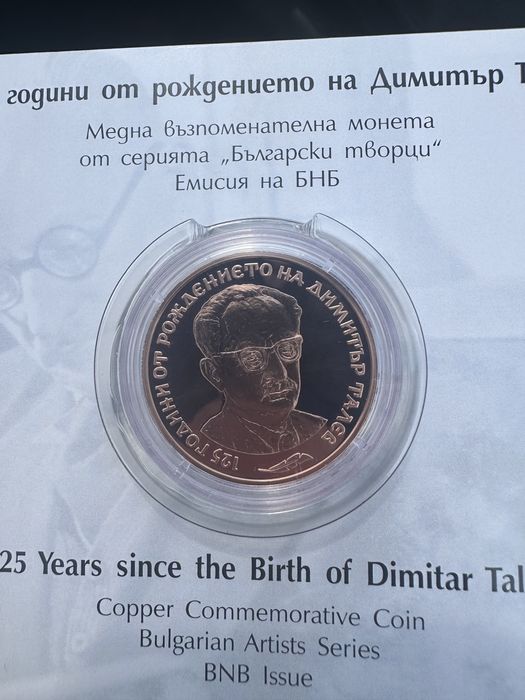 години от рождението на Димитър Т
Медна възпоменателна монета
от серията „Български творци“
Емисия на БНБ
125 ГОДИНИ ОТ РОЖДЕНИЕТО НА ДИМИТЪР ТАЛЕВ
25 Years since the Birth of Dimitar Tal
Copper Commemorative Coin
Bulgarian Artists Series
BNB Issue